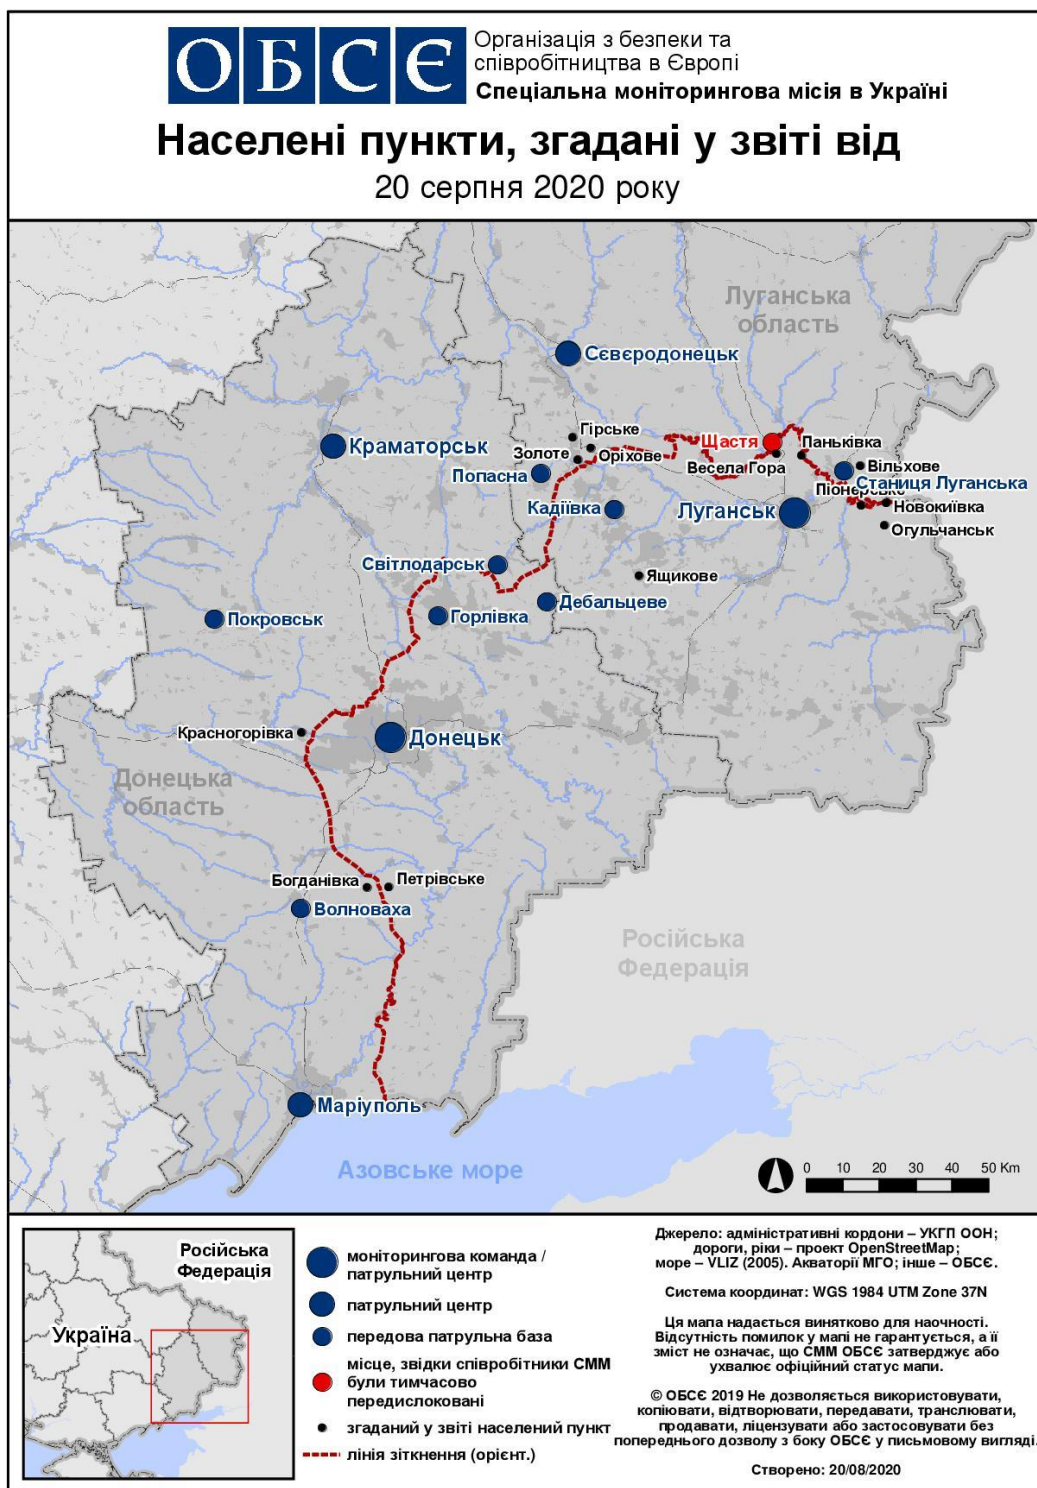 ОБСЄ
Організація з безпеки та
співробітництва в Європі
Спеціальна моніторингова місія в Україні
Населені пункти, згадані у звіті від
20 серпня 2020 року
Луганська
область
Сєвєродонецьк
Гірське
Щастя
Паньківка
Краматорськ
Золоте
Оріхове
Весела Гора
Вільхове
Попасна
Станиця Луганська
Піонерське
Кадіївка
Луганськ
Новокиївка
Огульчанськ
Світлодарськ
Ящикове
Дебальцеве
Покровськ
Горлівка
Красногорівка
Донецьк
Донецька
область
Богданівка
Петрівське
Волноваха
Російська
Федерація
Маріуполь
Азовське море
0 10 20 30 40 50 Km
Російська
Федерація
Україна
моніторингова команда /
патрульний центр
патрульний центр
передова патрульна база
місце, звідки співробітники СММ
були тимчасово
передислоковані
згаданий у звіті населений пункт
лінія зіткнення (орієнт.)
Джерело: адміністративні кордони – УКГП ООН;
дороги, ріки – проект OpenStreetMap;
море – VLIZ (2005). Акваторії МГО; інше – ОБСЄ.
Система координат: WGS 1984 UTM Zone 37N
Ця мапа надається винятково для наочності.
Відсутність помилок у мапі не гарантується, а її
зміст не означає, що СММ ОБСЄ затверджує або
ухвалює офіційний статус мапи.
© ОБСЄ 2019 Не дозволяється використовувати,
копіювати, відтворювати, передавати, транслювати,
продавати, ліцензувати або застосовувати без
попереднього дозволу з боку ОБСЄ у письмовому вигляді.
Створено: 20/08/2020